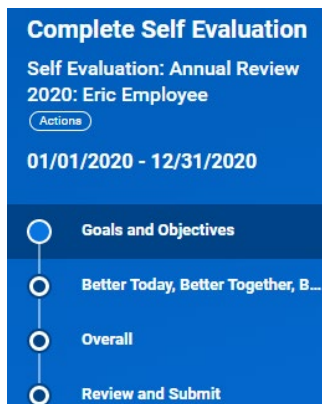 Complete Self Evaluation
Self Evaluation: Annual Review
2020: Eric Employee
Actions
01/01/2020 - 12/31/2020
Goals and Objectives
Better Today, Better Together, B...
Overall
Review and Submit